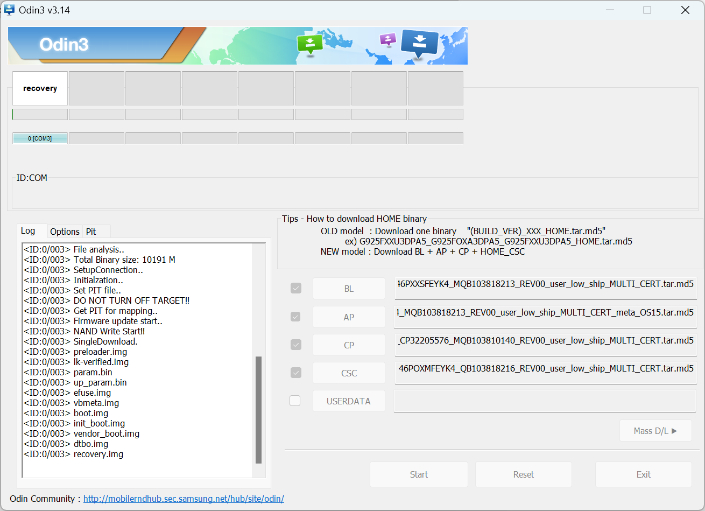 Odin3 v3.14
Odin3
recovery
0 [COM3]
ID:COM
Log
Options
Pit
<ID:0/003> File analysis..
<ID:0/003> Total Binary size: 10191 M
<ID:0/003> SetupConnection..
<ID:0/003> Initialzation..
<ID:0/003> Set PIT file..
<ID:0/003> DO NOT TURN OFF TARGET!!
<ID:0/003> Get PIT for mapping..
<ID:0/003> Firmware update start..
<ID:0/003> NAND Write Start!!
<ID:0/003> SingleDownload.
<ID:0/003> preloader.img
<ID:0/003> lk-verified.img
<ID:0/003> param.bin
<ID:0/003> up_param.bin
<ID:0/003> efuse.img
<ID:0/003> vbmeta.img
<ID:0/003> boot.img
<ID:0/003> init_boot.img
<ID:0/003> vendor_boot.img
<ID:0/003> dtbo.img
<ID:0/003> recovery.img
Tips - How to download HOME binary
OLD model : Download one binary "(BUILD_VER)_XXX_HOME.tar.md5"
ex) G925FXXU3DPA5_G925FOXA3DPA5_G925FXXU3DPA5_HOME.tar.md5
NEW model : Download BL + AP + CP + HOME_CSC
BL
46PXXSFEYK4_MQB103818213_REV00_user_low_ship_MULTI_CERT.tar.md5
AP
_MQB103818213_REV00_user_low_ship_MULTI_CERT_meta_OS15.tar.md5
CP
_CP32205576_MQB103810140_REV00_user_low_ship_MULTI_CERT.tar.md5
CSC
46POXMFEYK4_QB103818216_REV00_user_low_ship_MULTI_CERT.tar.md5
USERDATA
Mass D/L ▶
Start
Reset
Exit
Odin Community : http://mobilerndhub.sec.samsung.net/hub/site/odin/